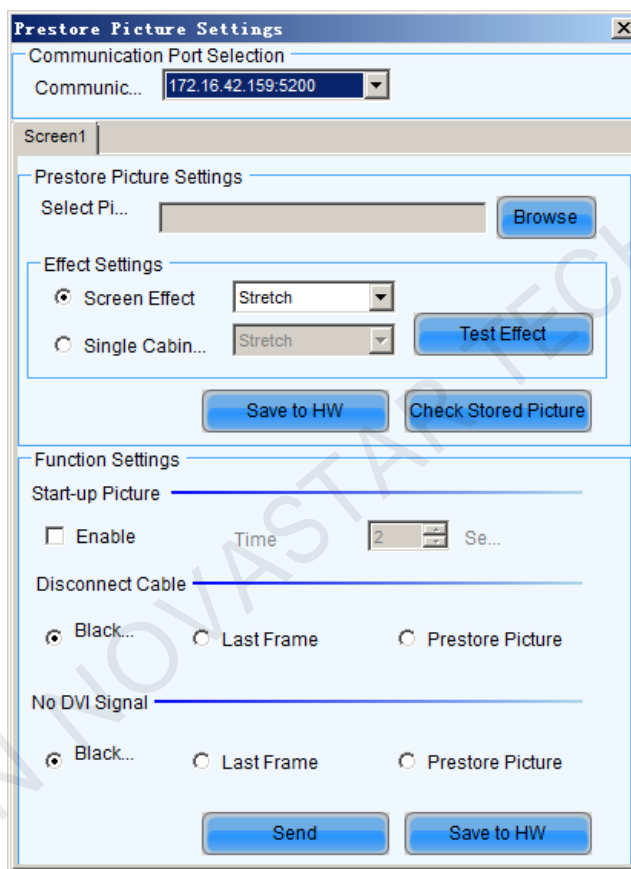 Prestore Picture Settings
Communication Port Selection
Communic... 172.16.42.159:5200
Screen1
Prestore Picture Settings
Select Pi... Browse
Effect Settings
Screen Effect Stretch
Single Cabin... Stretch Test Effect
Save to HW Check Stored Picture
Function Settings
Start-up Picture
Enable Time 2 Se...
Disconnect Cable
Black... Last Frame Prestore Picture
No DVI Signal
Black... Last Frame Prestore Picture
Send Save to HW
N NOVASTAR TECH